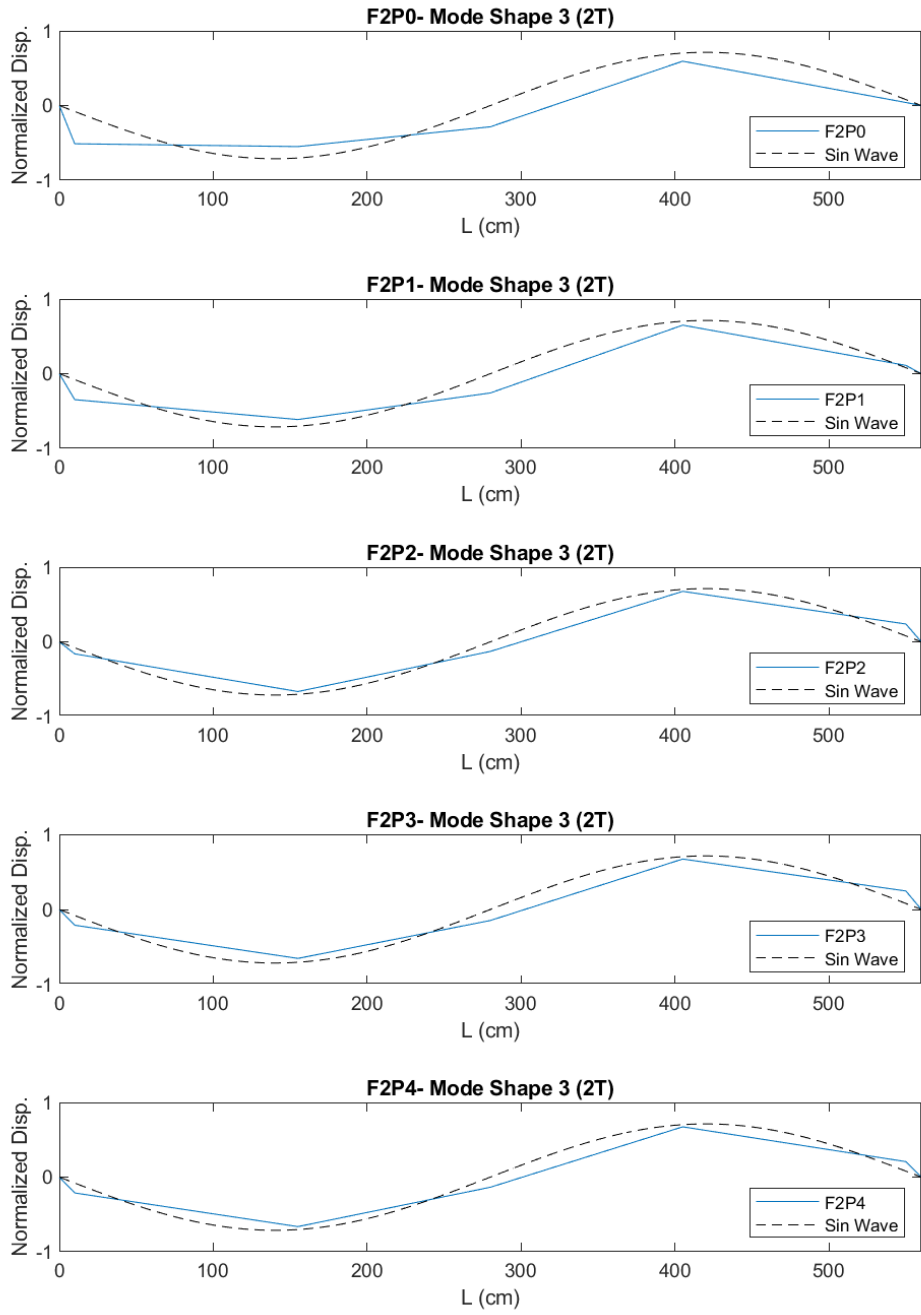 F2P0- Mode Shape 3 (2T)
Normalized Disp.
1
0
-1
0 100 200 300 400 500
L (cm)
F2P0
Sin Wave
F2P1- Mode Shape 3 (2T)
Normalized Disp.
1
0
-1
0 100 200 300 400 500
L (cm)
F2P1
Sin Wave
F2P2- Mode Shape 3 (2T)
Normalized Disp.
1
0
-1
0 100 200 300 400 500
L (cm)
F2P2
Sin Wave
F2P3- Mode Shape 3 (2T)
Normalized Disp.
1
0
-1
0 100 200 300 400 500
L (cm)
F2P3
Sin Wave
F2P4- Mode Shape 3 (2T)
Normalized Disp.
1
0
-1
0 100 200 300 400 500
L (cm)
F2P4
Sin Wave